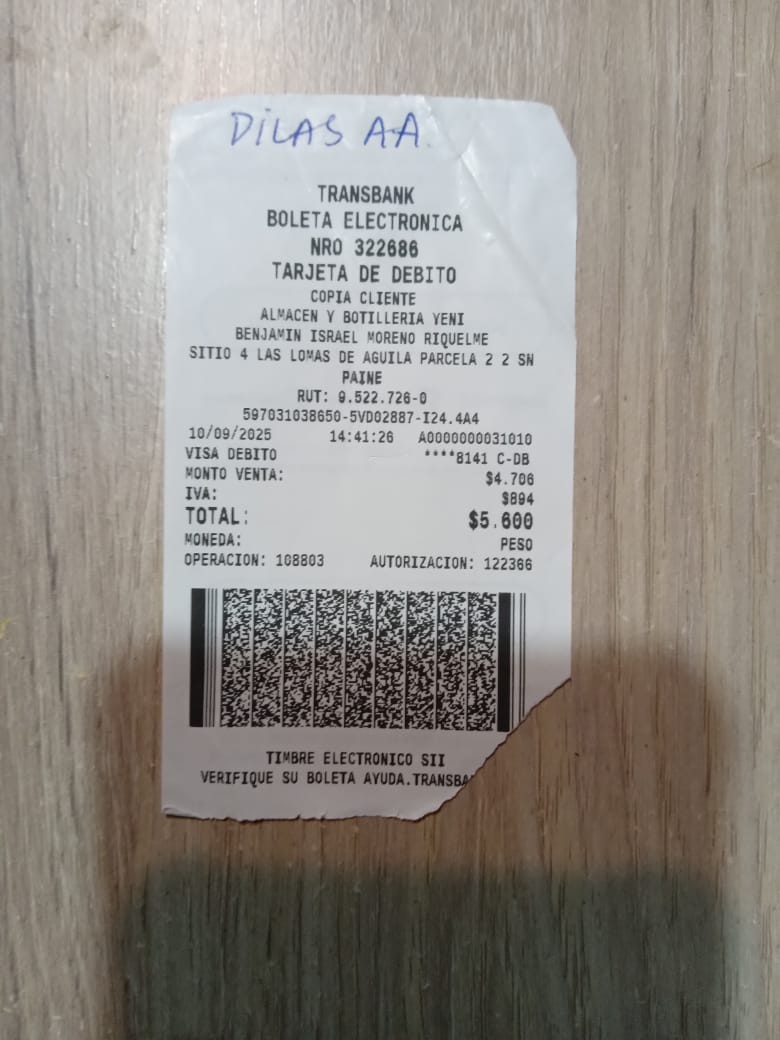 DILAS AA.
TRANSBANK
BOLETA ELECTRONICA
NRO 322686
TARJETA DE DEBITO
COPIA CLIENTE
ALMACEN Y BOTILLERIA YENI
BENJAMIN ISRAEL MORENO RIQUELME
SITIO 4 LAS LOMAS DE AGUILA PARCELA 2 2 SN
PAINE
RUT: 9.522.726-0
597031038650-5VD02887-I24.4A4
10/09/2025 14:41:26 A0000000031010
VISA DEBITO ****8141 C-DB
MONTO VENTA: $4.706
IVA: $894
TOTAL: $5.600
MONEDA: PESO
OPERACION: 108803 AUTORIZACION: 122366
TIMBRE ELECTRONICO SII
VERIFIQUE SU BOLETA AYUDA.TRANSBA